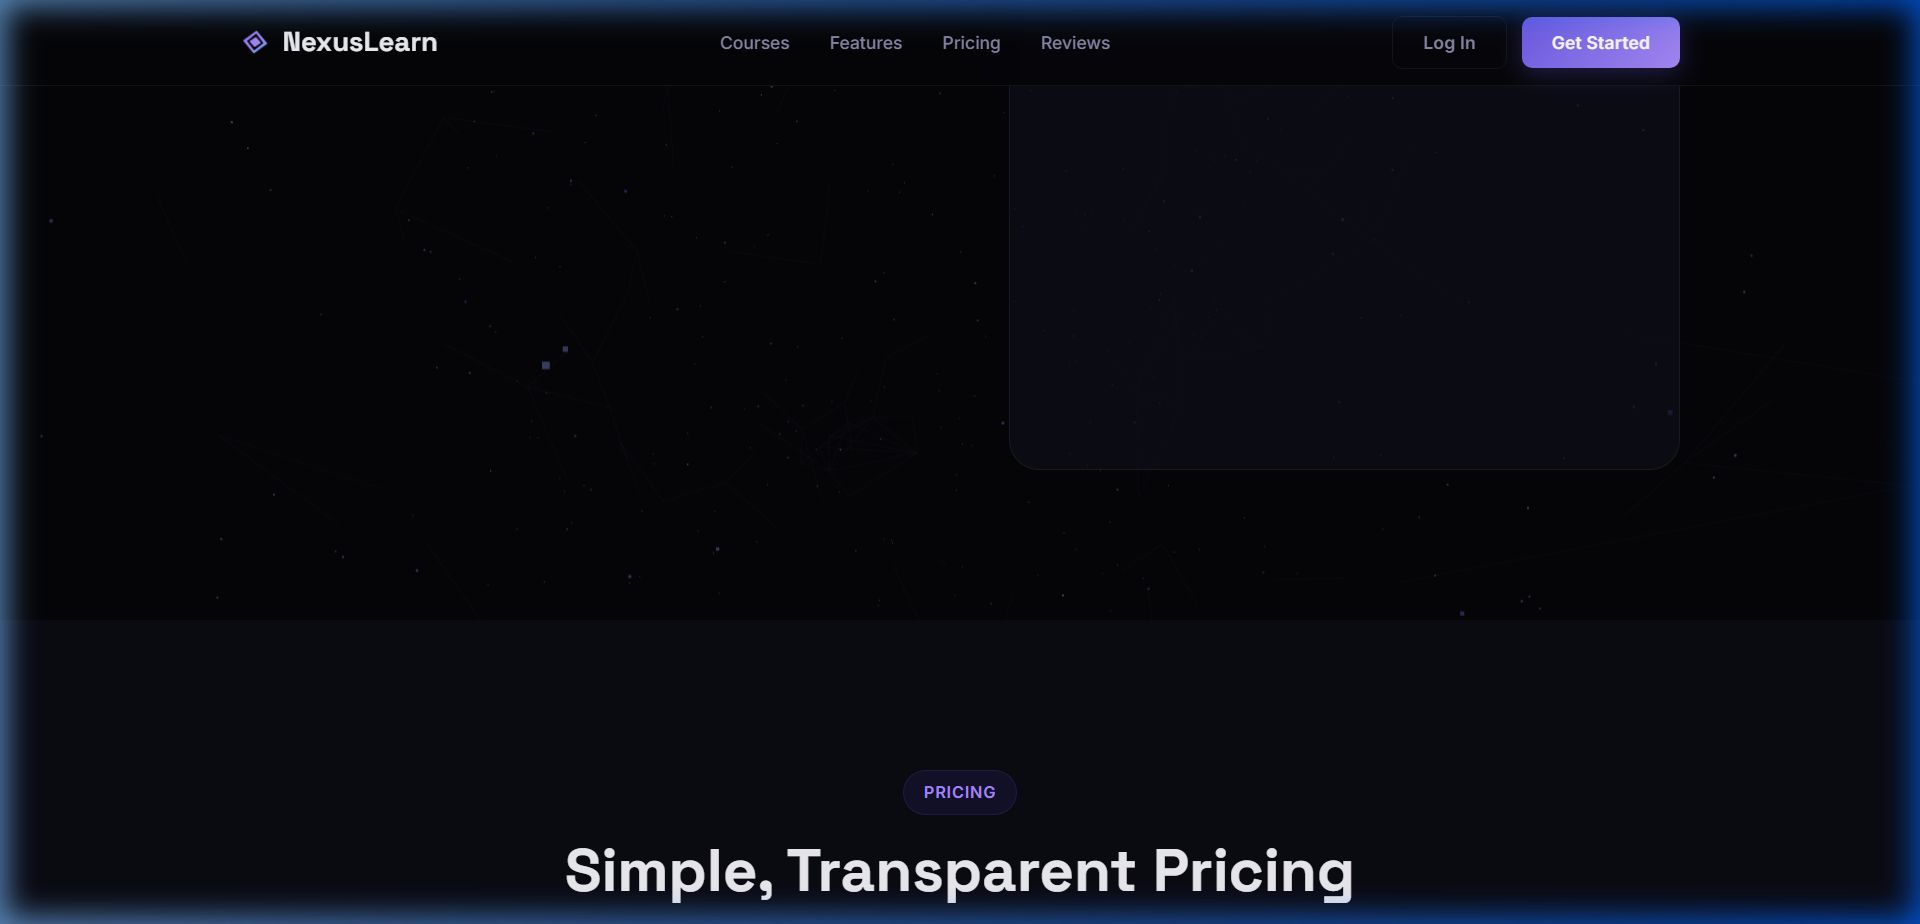 NexusLearn
Courses
Features
Pricing
Reviews
Log In
Get Started
PRICING
Simple, Transparent Pricing